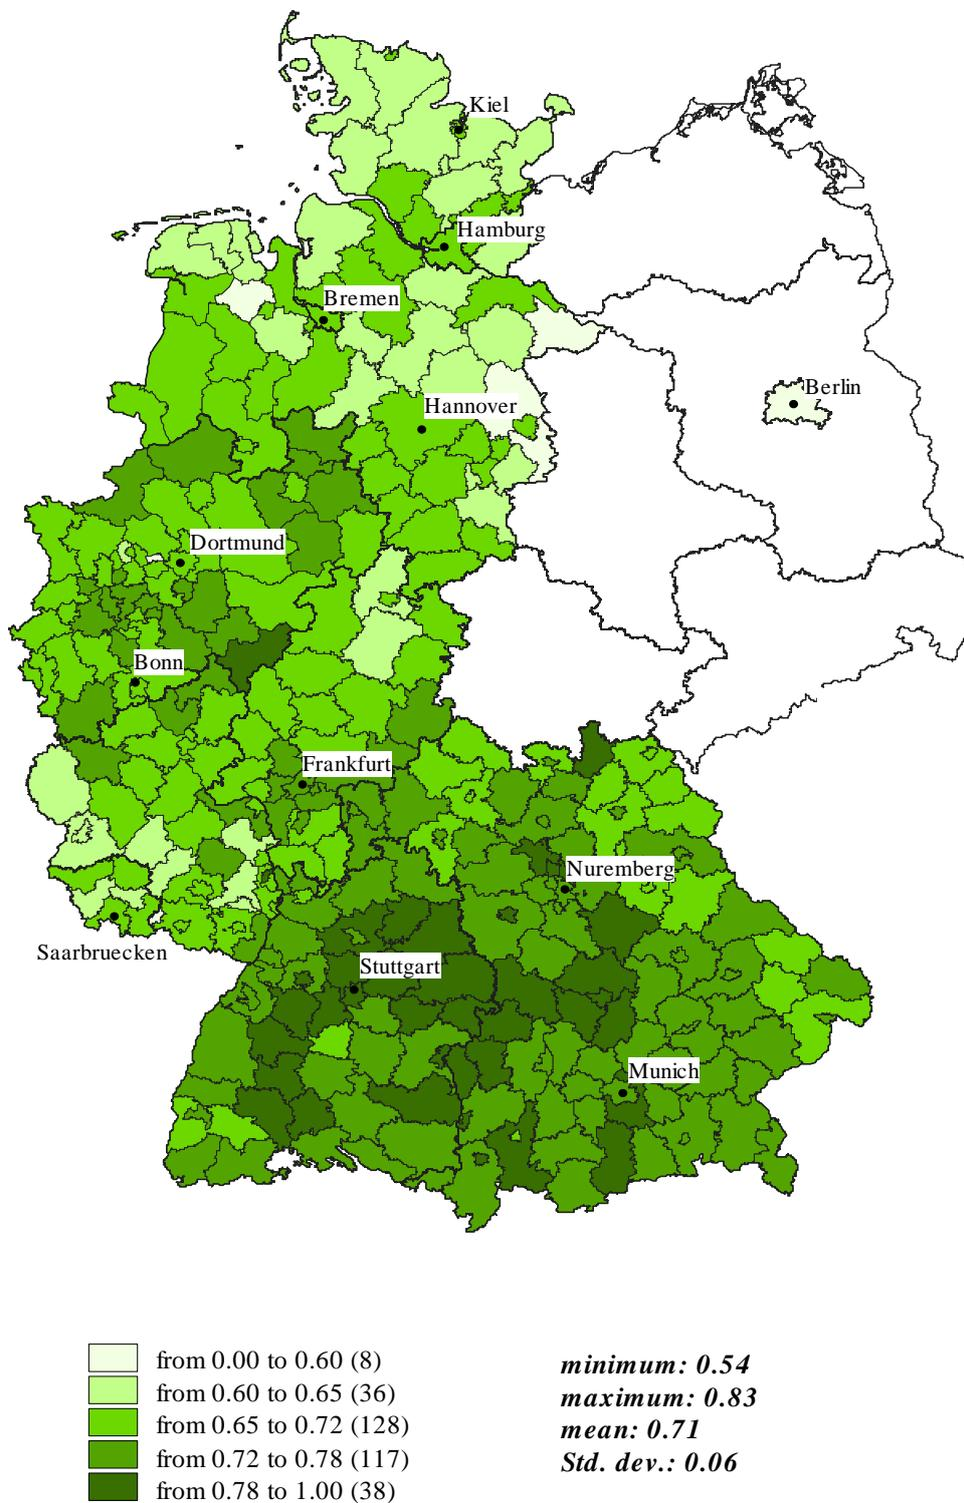 Kiel
Hamburg
Bremen
Berlin
Hannover
Dortmund
Bonn
Frankfurt
Nuremberg
Saarbruecken
Stuttgart
Munich
from 0.00 to 0.60 (8)
from 0.60 to 0.65 (36)
from 0.65 to 0.72 (128)
from 0.72 to 0.78 (117)
from 0.78 to 1.00 (38)
minimum: 0.54
maximum: 0.83
mean: 0.71
Std. dev.: 0.06